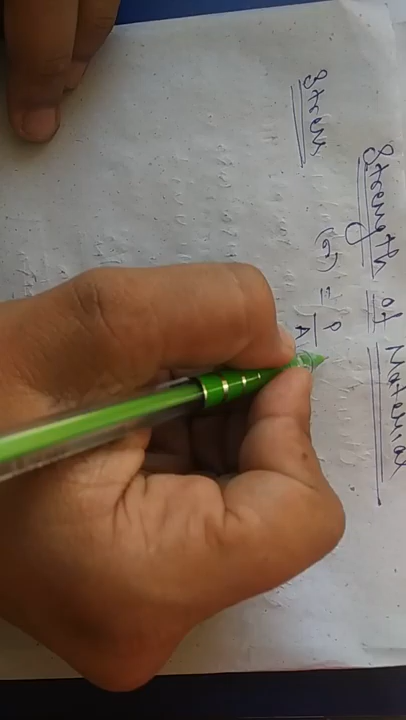 Strength of Material
Stress (σ) = P/A